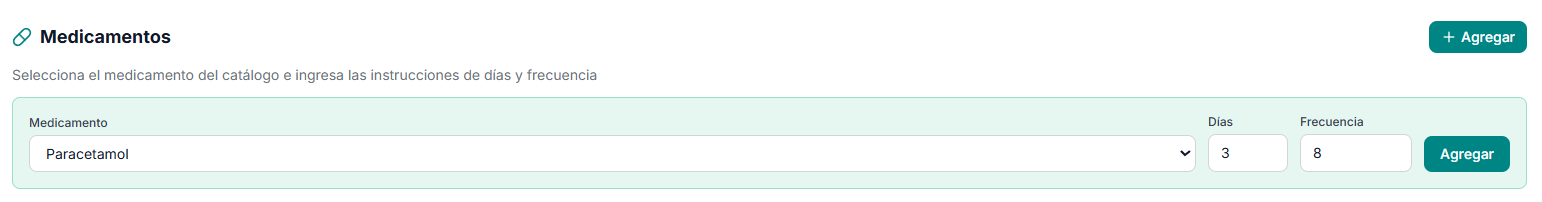 Medicamentos
+ Agregar
Selecciona el medicamento del catálogo e ingresa las instrucciones de días y frecuencia
Medicamento
Días
Frecuencia
Paracetamol
3
8
Agregar